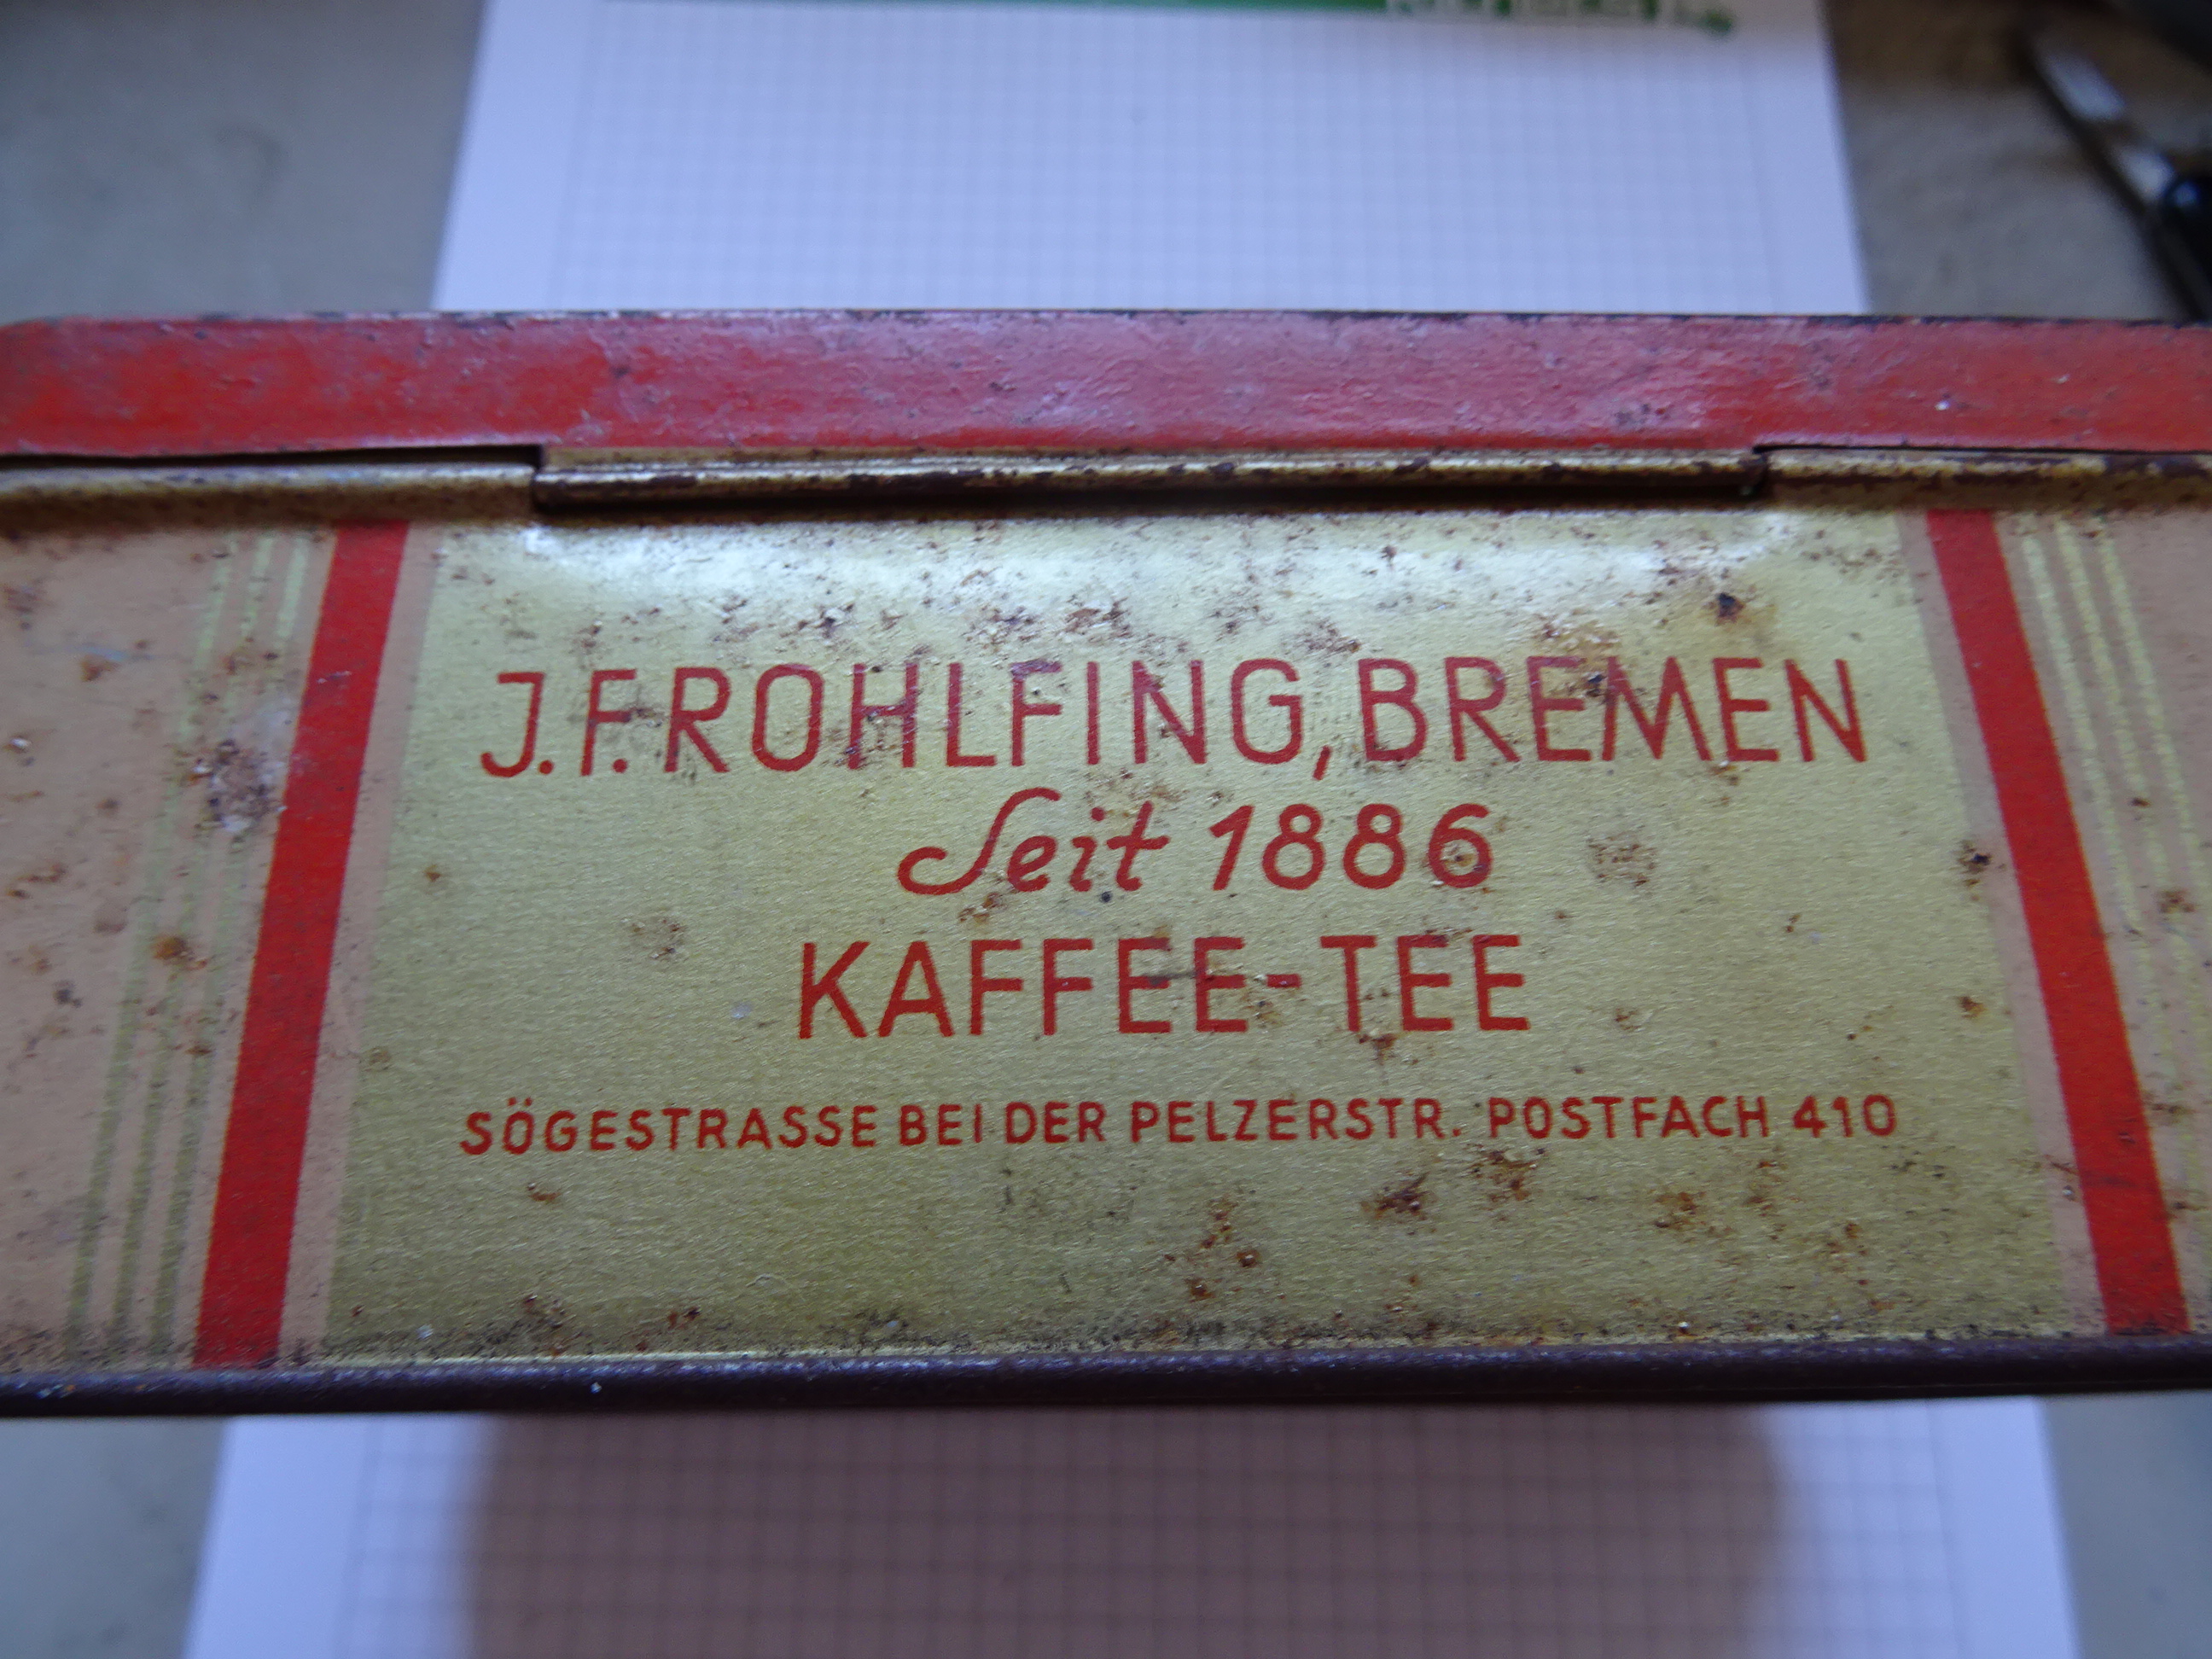 J.F. ROHLFING, BREMEN
Seit 1886
KAFFEE-TEE
SÖGESTRASSE BEI DER PELZERSTR. POSTFACH 410